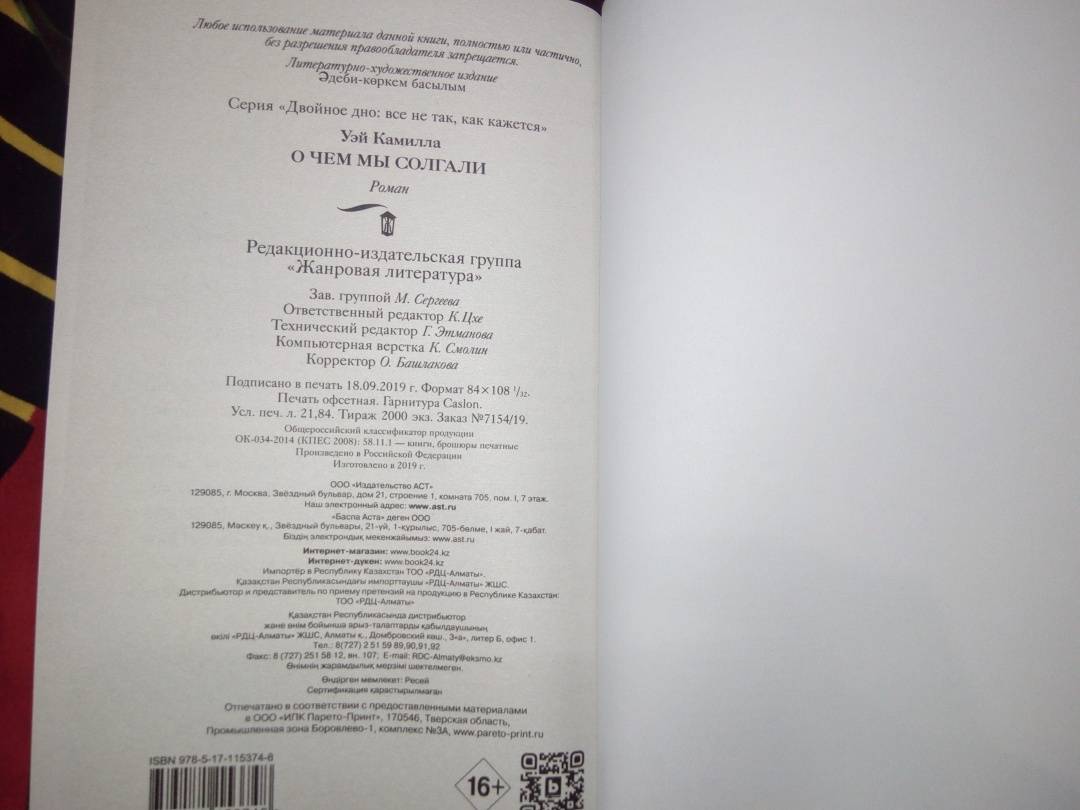 Любое использование материала данной книги, полностью или частично,
без разрешения правообладателя запрещается.
Литературно-художественное издание
Әдеби-көркем басылым
Серия «Двойное дно: все не так, как кажется»
Уэй Камилла
О ЧЕМ МЫ СОЛГАЛИ
Роман
Редакционно-издательская группа
«Жанровая литература»
Зав. группой М. Сергеева
Ответственный редактор К.Цхе
Технический редактор Г. Этманова
Компьютерная верстка К. Смолин
Корректор О. Башлакова
Подписано в печать 18.09.2019 г. Формат 84×108 1/32.
Печать офсетная. Гарнитура Caslon.
Усл. печ. л. 21,84. Тираж 2000 экз. Заказ №7154/19.
Общероссийский классификатор продукции
ОК-034-2014 (КПЕС 2008): 58.11.1 — книги, брошюры печатные
Произведено в Российской Федерации
Изготовлено в 2019 г.
ООО «Издательство АСТ»
129085, г. Москва, Звёздный бульвар, дом 21, строение 1, комната 705, пом. I, 7 этаж.
Наш электронный адрес: www.ast.ru
«Баспа Аста» деген ООО
129085, Мәскеу қ., Звёздный бульвары, 21-үй, 1-құрылыс, 705-бөлме, I жай, 7-қабат.
Біздің электрондық мекенжайымыз: www.ast.ru
Интернет-магазин: www.book24.kz
Интернет-дүкен: www.book24.kz
Импортёр в Республику Казахстан ТОО «РДЦ-Алматы».
Қазақстан Республикасындағы импорттаушы «РДЦ-Алматы» ЖШС.
Дистрибьютор и представитель по приему претензий на продукцию в Республике Казахстан:
ТОО «РДЦ-Алматы»
Қазақстан Республикасында дистрибьютор
және өнім бойынша арыз-талаптарды қабылдаушының
өкілі «РДЦ-Алматы» ЖШС, Алматы қ., Домбровский көш., 3«а», литер Б, офис 1.
Тел.: 8(727) 2 51 59 89,90,91,92
Факс: 8 (727) 251 58 12, вн. 107; E-mail: RDC-Almaty@eksmo.kz
Өнімнің жарамдылық мерзімі шектелмеген.
Өндірген мемлекет: Ресей
Сертификация қарастырылмаған
Отпечатано в соответствии с предоставленными материалами
в ООО «ИПК Парето-Принт», 170546, Тверская область,
Промышленная зона Боровлево-1, комплекс №3А, www.pareto-print.ru
ISBN 978-5-17-115374-8
16+